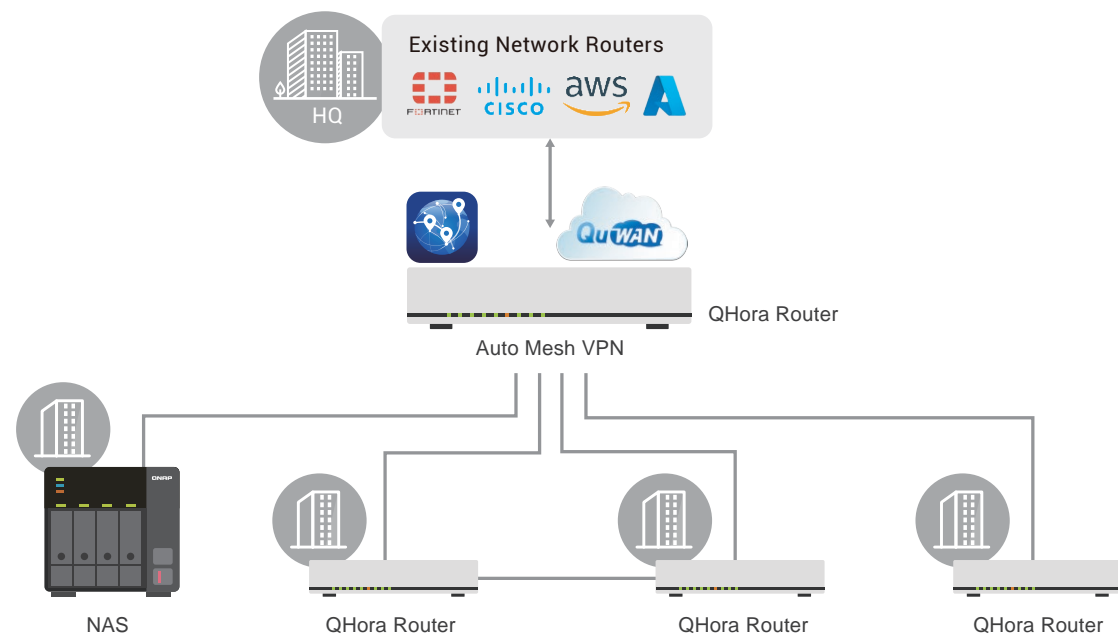 Existing Network Routers
FORTINET
CISCO
aws
HQ
QuWAN
QHora Router
Auto Mesh VPN
QNAP
NAS
QHora Router
QHora Router
QHora Router